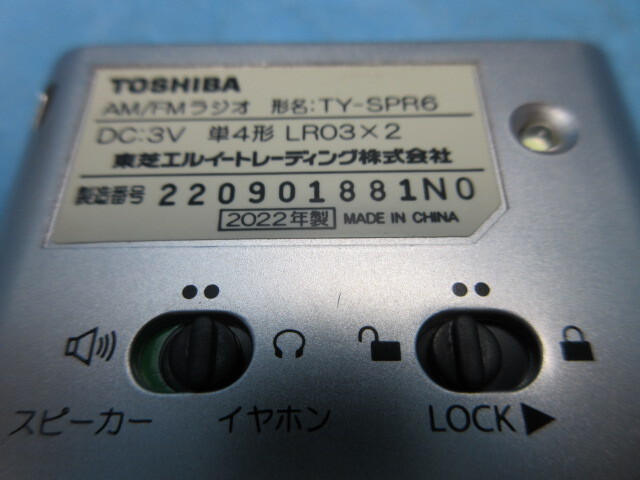 TOSHIBA
AM/FMラジオ 形名:TY-SPR6
DC:3V 単4形 LR03×2
東芝エルイートレーディング株式会社
製造番号 220901881N0
2022年製 MADE IN CHINA
スピーカー イヤホン LOCK▶